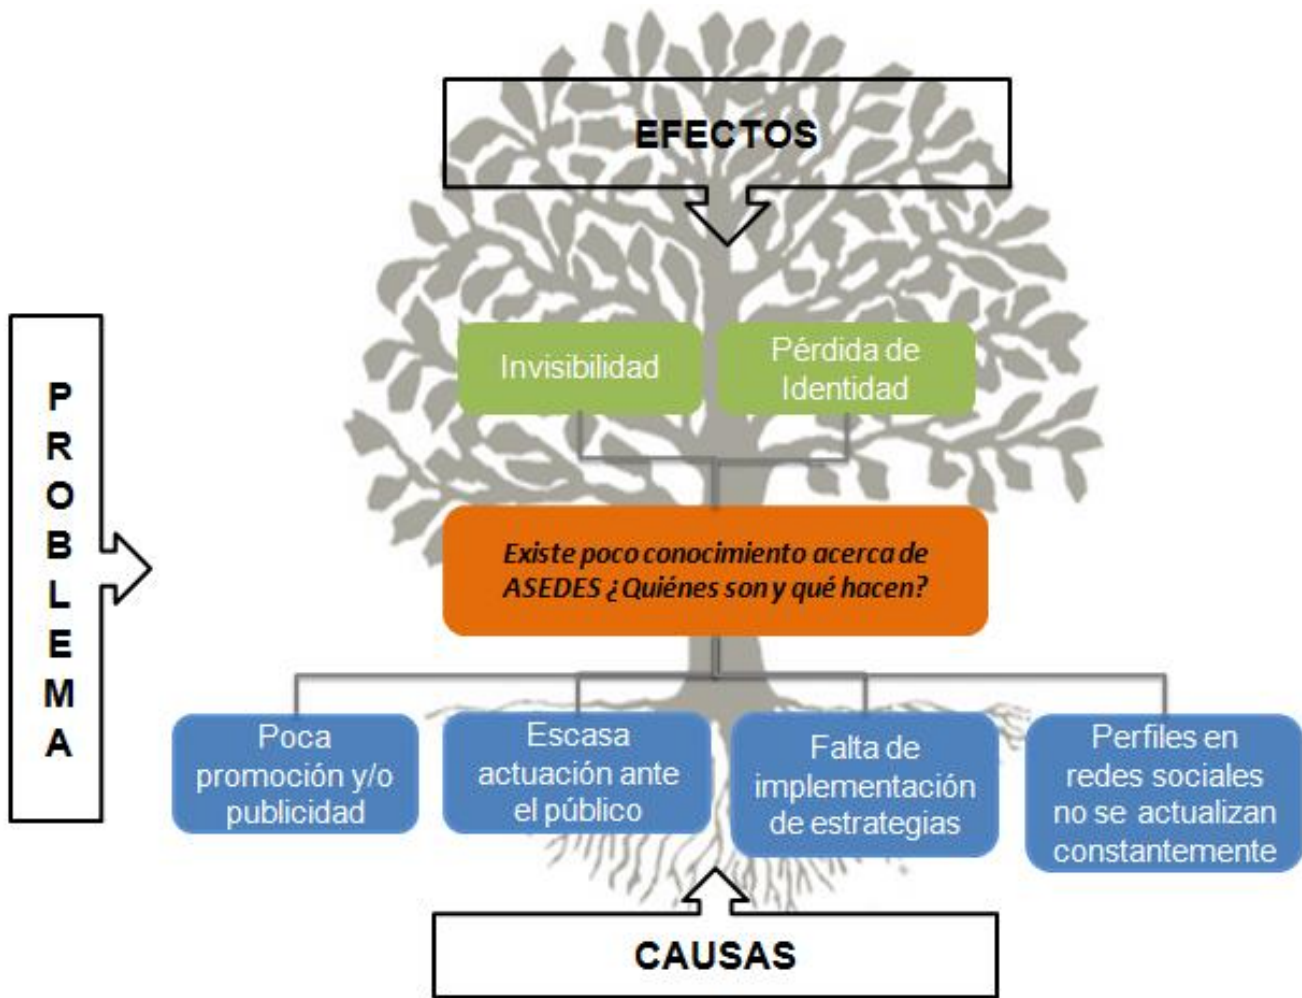 EFECTOS
Invisibilidad
Pérdida de
Identidad
PROBLEMA
Existe poco conocimiento acerca de
ASEDES ¿Quiénes son y qué hacen?
Poca
promoción y/o
publicidad
Escasa
actuación ante
el público
Falta de
implementación
de estrategias
Perfiles en
redes sociales
no se actualizan
constantemente
CAUSAS